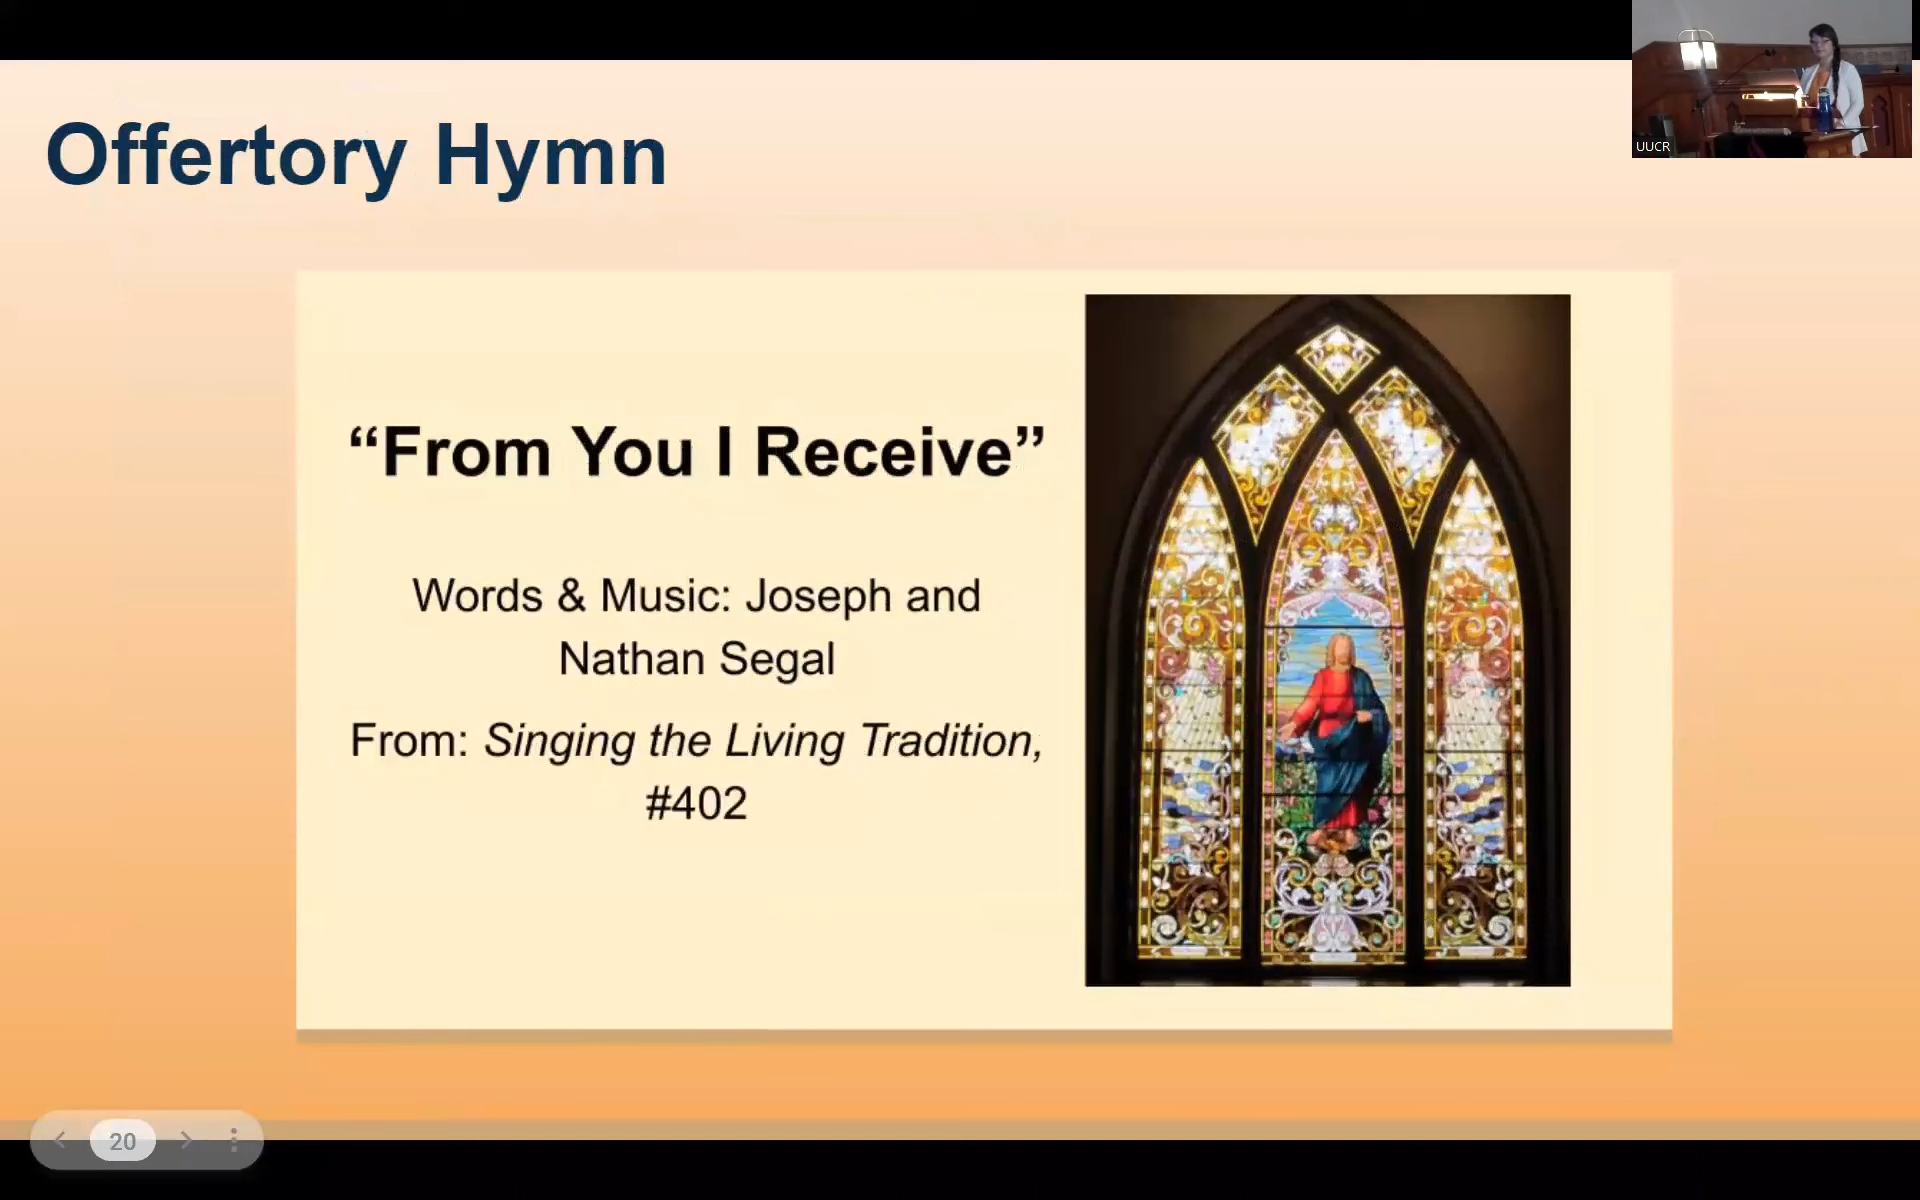 UUCR
Offertory Hymn
“From You I Receive”
Words & Music: Joseph and
Nathan Segal
From: Singing the Living Tradition,
#402
20